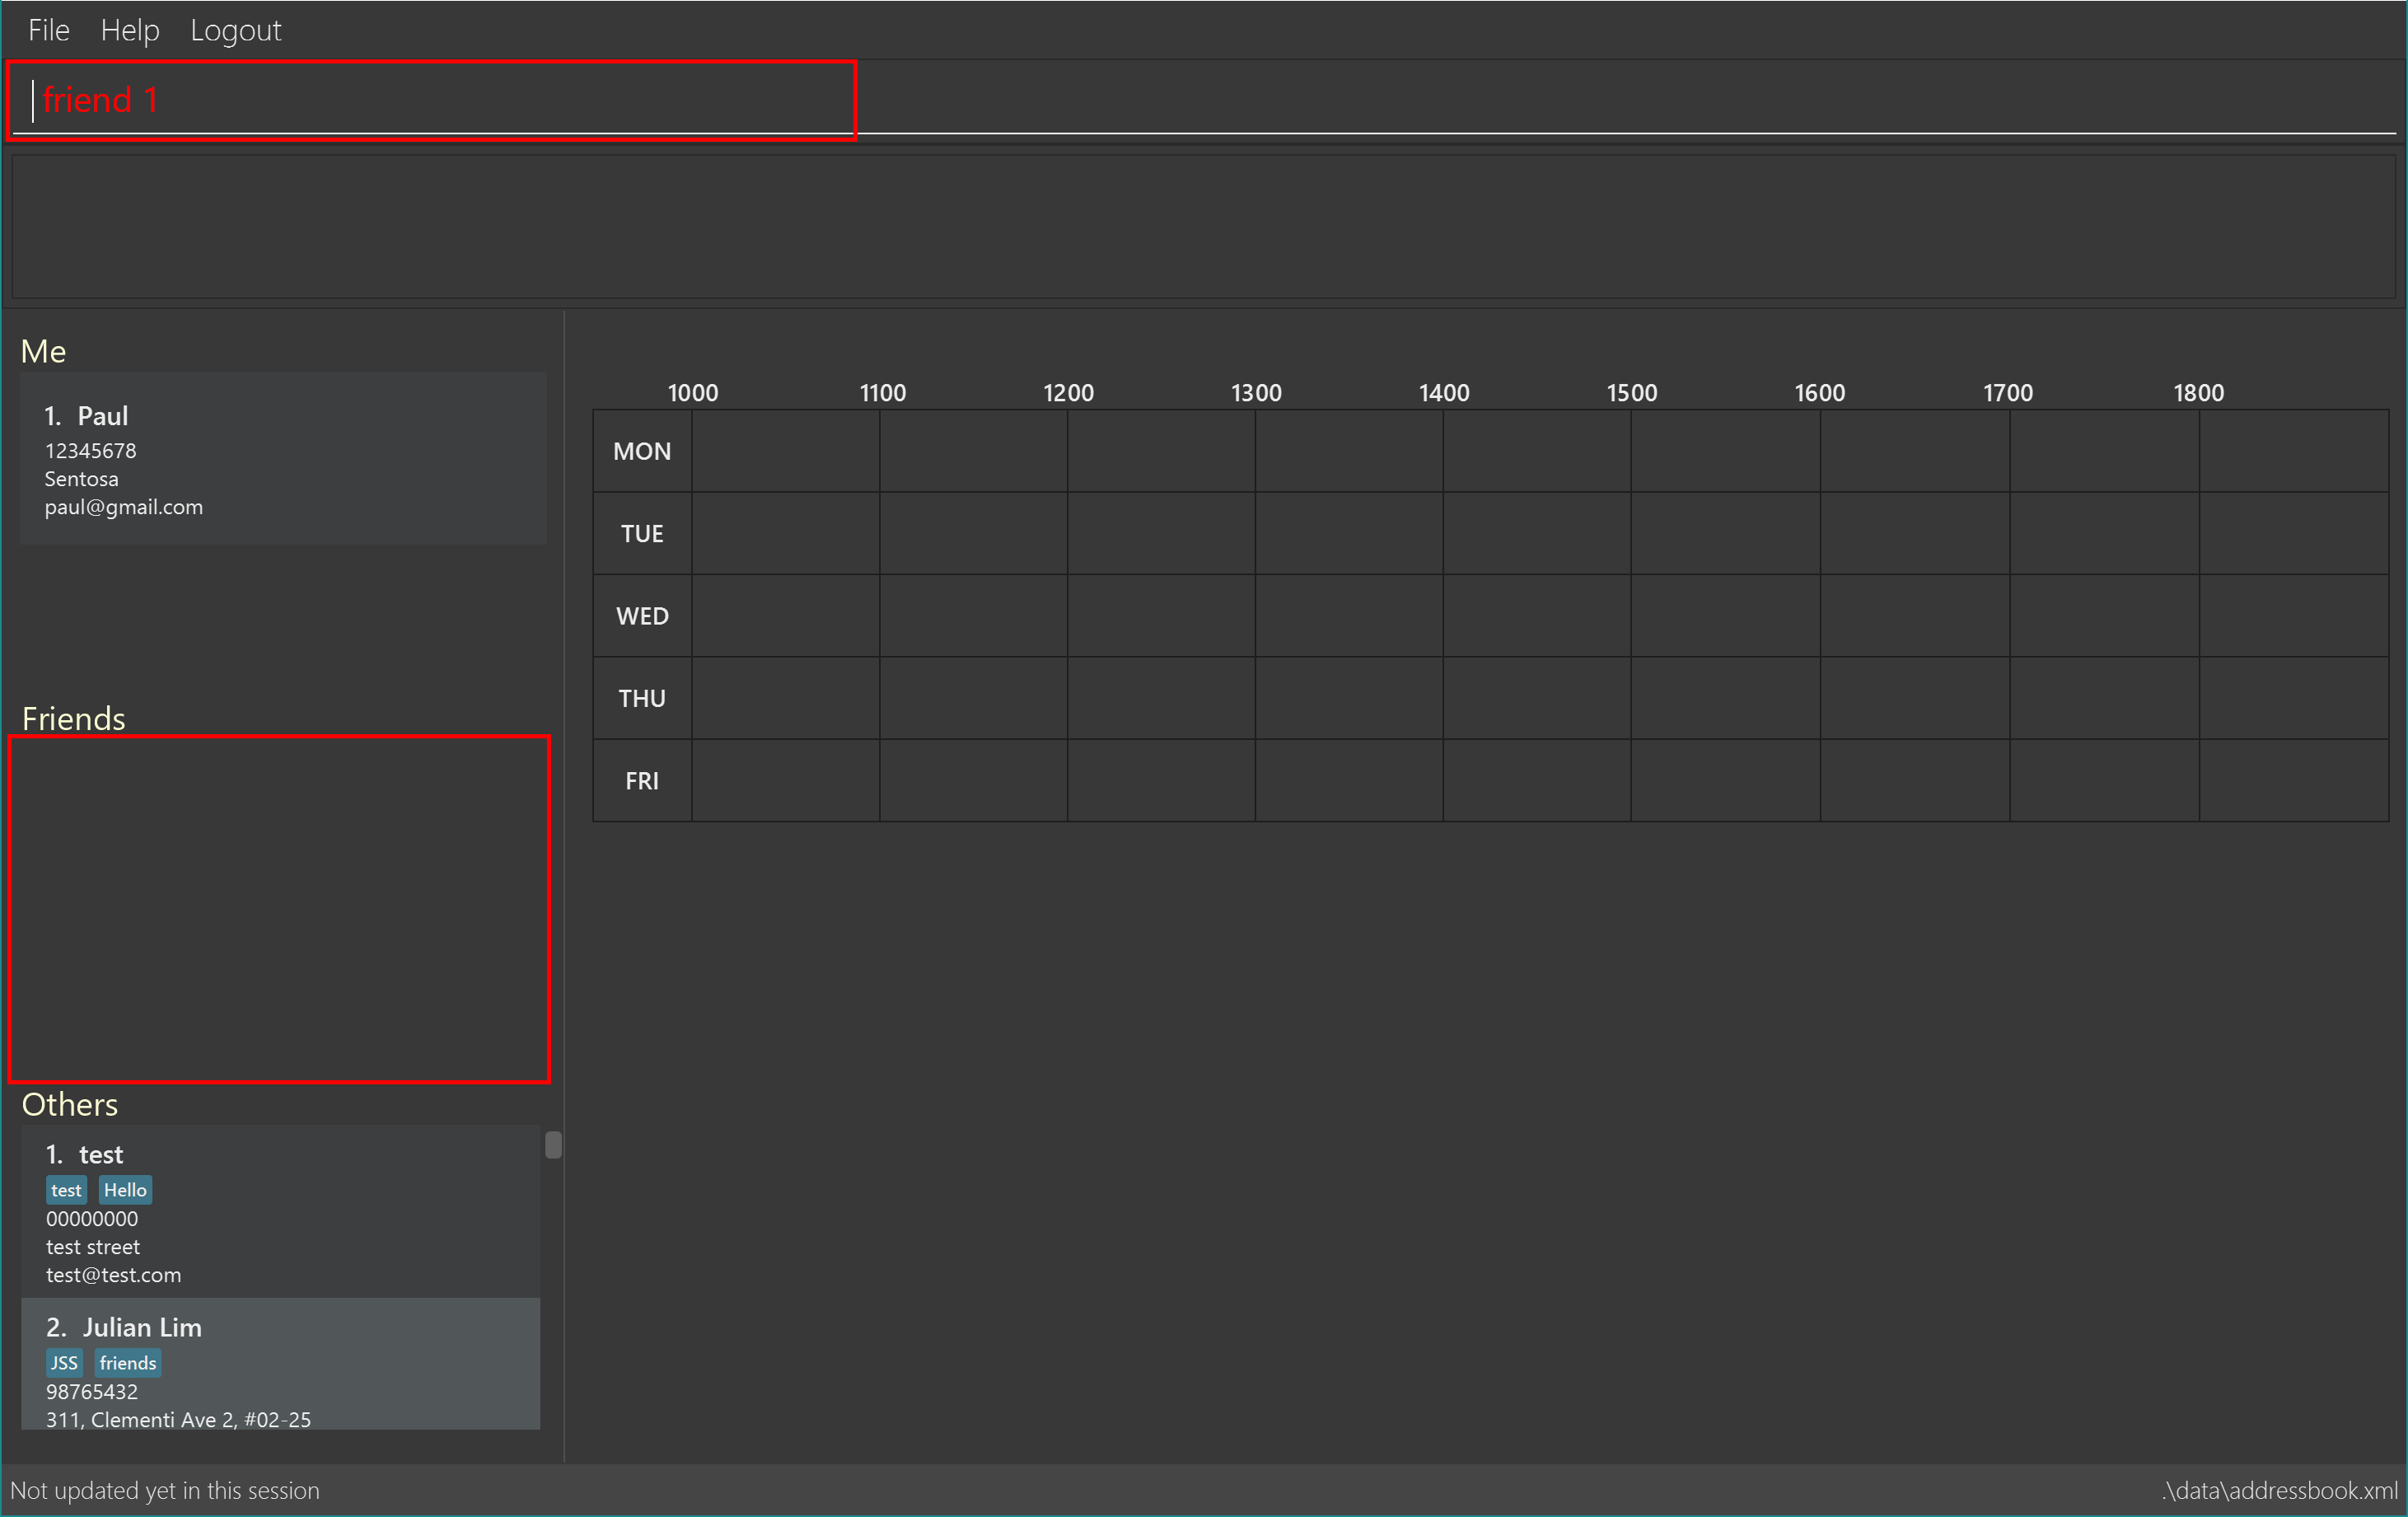 File Help Logout
friend 1
Me
1. Paul
12345678
Sentosa
paul@gmail.com
Friends
Others
1. test
test Hello
00000000
test street
test@test.com
2. Julian Lim
JSS friends
98765432
311, Clementi Ave 2, #02-25
1000 1100 1200 1300 1400 1500 1600 1700 1800
MON
TUE
WED
THU
FRI
Not updated yet in this session
.\data\addressbook.xml